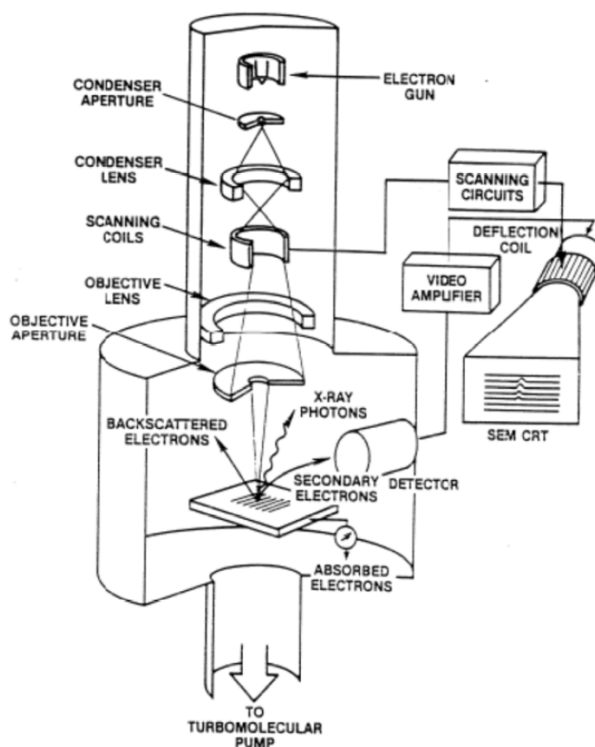 ELECTRON
GUN
CONDENSER
APERTURE
CONDENSER
LENS
SCANNING
CIRCUITS
SCANNING
COILS
DEFLECTION
COIL
VIDEO
AMPLIFIER
OBJECTIVE
LENS
OBJECTIVE
APERTURE
X-RAY
PHOTONS
BACKSCATTERED
ELECTRONS
SEM CRT
SECONDARY
ELECTRONS
DETECTOR
ABSORBED
ELECTRONS
TO
TURBOMOLECULAR
PUMP